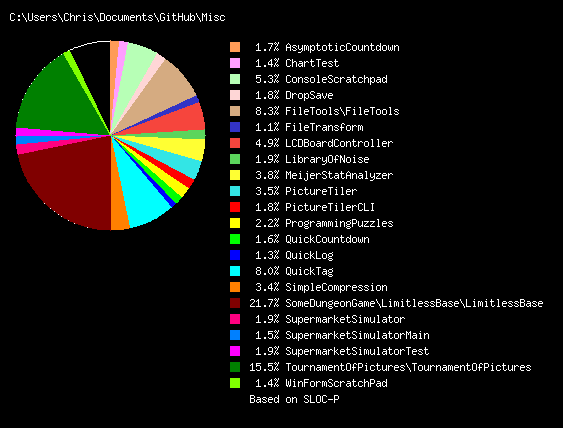 C:\Users\Chris\Documents\GitHub\Misc
1.7% AsymptoticCountdown
1.4% ChartTest
5.3% ConsoleScratchpad
1.8% DropSave
8.3% FileTools\FileTools
1.1% FileTransform
4.9% LCDBoardController
1.9% LibraryOfNoise
3.8% MeijerStatAnalyzer
3.5% PictureTiler
1.8% PictureTilerCLI
2.2% ProgrammingPuzzles
1.6% QuickCountdown
1.3% QuickLog
8.0% QuickTag
3.4% SimpleCompression
21.7% SomeDungeonGame\LimitlessBase\LimitlessBase
1.9% SupermarketSimulator
1.5% SupermarketSimulatorMain
1.9% SupermarketSimulatorTest
15.5% TournamentOfPictures\TournamentOfPictures
1.4% WinFormScratchPad
Based on SLOC-P